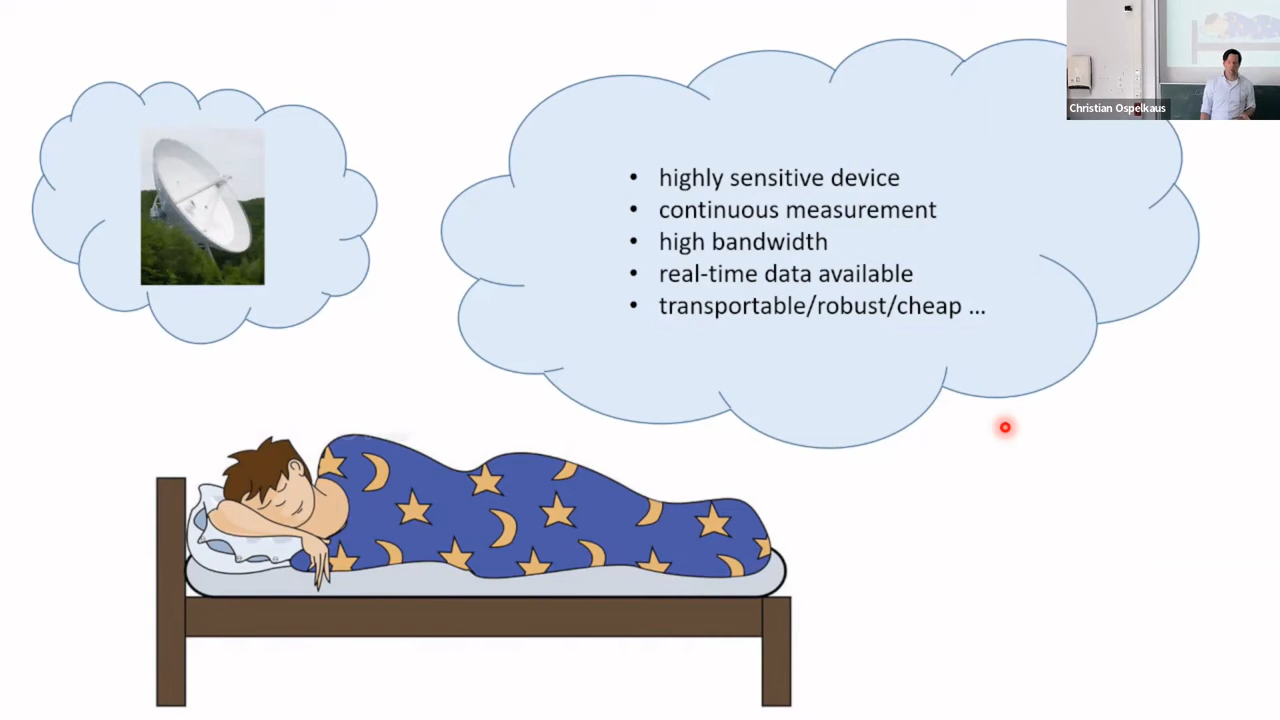 Christian Ospelkaus
• highly sensitive device
• continuous measurement
• high bandwidth
• real-time data available
• transportable/robust/cheap ...